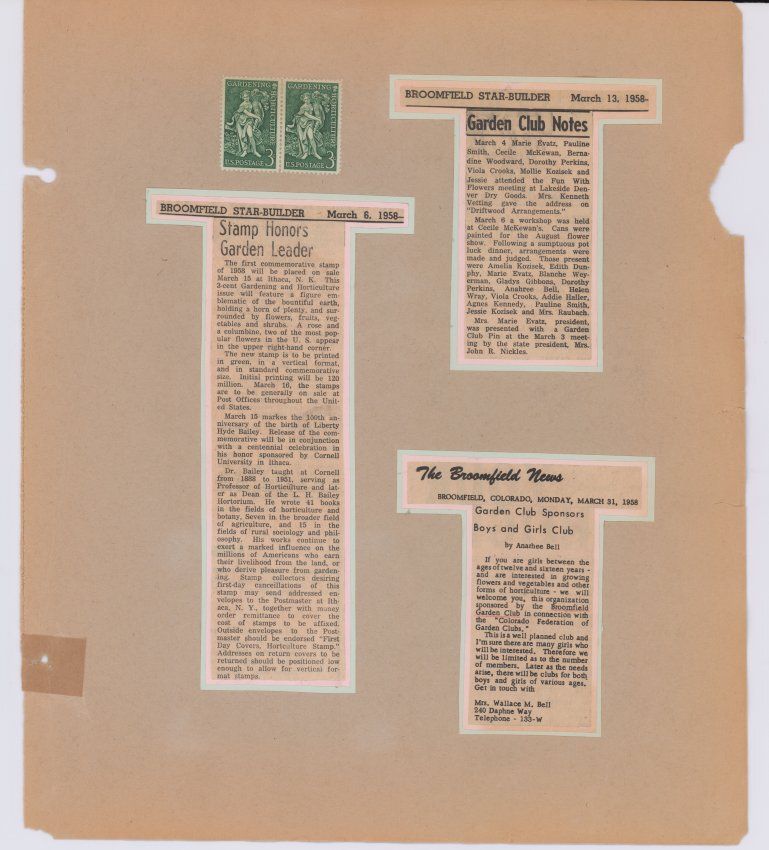 GARDENING
HORTICULTURE
U.S. POSTAGE 3
GARDENING
HORTICULTURE
U.S. POSTAGE 3
BROOMFIELD STAR-BUILDER March 6, 1958-
Stamp Honors
Garden Leader
The first commemorative stamp
of 1958 will be placed on sale
March 15 at Ithaca, N. K. This
3-cent Gardening and Horticulture
issue will feature a figure em-
blematic of the bountiful earth,
holding a horn of plenty, and sur-
rounded by flowers, fruits, veg-
etables and shrubs. A rose and
a columbine, two of the most pop-
ular flowers in the U. S. appear
in the upper right-hand corner.
The new stamp is to be printed
in green, in a vertical format,
and in standard commemorative
size. Initial printing will be 120
million. March 16, the stamps
are to be generally on sale at
Post Offices throughout the Unit-
ed States.
March 15 markes the 100th an-
niversary of the birth of Liberty
Hyde Bailey. Release of the com-
memorative will be in conjunction
with a centennial celebration in
his honor sponsored by Cornell
University in Ithaca.
Dr. Bailey taught at Cornell
from 1888 to 1951, serving as
Professor of Horticulture and lat-
er as Dean of the L. H. Bailey
Hortorium. He wrote 41 books
in the fields of horticulture and
botany, Seven in the broader field
of agriculture, and 15 in the
fields of rural sociology and phil-
osophy. His works continue to
exert a marked influence on the
millions of Americans who earn
their livelihood from the land, or
who derive pleasure from garden-
ing. Stamp collectors desiring
first-day cancellations of this
stamp may send addressed en-
velopes to the Postmaster at Ith-
aca, N. Y., together with money
order remittance to cover the
cost of stamps to be affixed.
Outside envelopes to the Post-
master should be endorsed "First
Day Covers, Horticulture Stamp."
Addresses on return covers to be
returned should be positioned low
enough to allow for vertical for-
mat stamps.
BROOMFIELD STAR-BUILDER March 13, 1958-
Garden Club Notes
March 4 Marie Evatz, Pauline
Smith, Cecile McKewan, Berna-
dine Woodward, Dorothy Perkins,
Viola Crooks, Mollie Kozisek and
Jessie attended the Fun With
Flowers meeting at Lakeside Den-
ver Dry Goods. Mrs. Kenneth
Vetting gave the address on
"Driftwood Arrangements."
March 6 a workshop was held
at Cecile McKewan's. Cans were
painted for the August flower
show. Following a sumptuous pot
luck dinner, arrangements were
made and judged. Those present
were Amelia Kozisek, Edith Dun-
phy, Marie Evatz, Blanche Wey-
erman, Gladys Gibbons, Dorothy
Perkins, Anahree Bell, Helen
Wray, Viola Crooks, Addie Haller,
Agnes Kennedy, Pauline Smith,
Jessie Kozisek and Mrs. Raubach.
Mrs. Marie Evatz, president,
was presented with a Garden
Club Pin at the March 3 meet-
ing by the state president, Mrs.
John R. Nickles.
The Broomfield News
BROOMFIELD, COLORADO, MONDAY, MARCH 31, 1958
Garden Club Sponsors
Boys and Girls Club
by Anarhee Bell
If you are girls between the
ages of twelve and sixteen years -
and are interested in growing
flowers and vegetables and other
forms of horticulture - we will
welcome you, this organization
sponsored by the Broomfield
Garden Club in connection with
the "Colorado Federation of
Garden Clubs."
This is a well planned club and
I'm sure there are many girls who
will be interested. Therefore we
will be limited as to the number
of members. Later as the needs
arise, there will be clubs for both
boys and girls of various ages.
Get in touch with
Mrs. Wallace M. Bell
240 Daphne Way
Telephone - 133-W